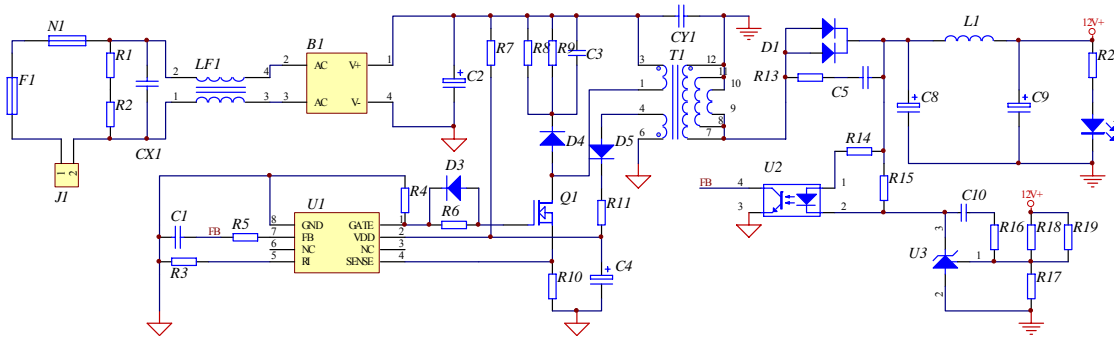 N1
F1
R1
R2
CX1
J1
1 2
LF1
2 4
1 3
B1
AC V+
AC V-
2 1
3 4
C2
R7
R8
R9
C3
CY1
T1
3 12
11
10
1
9
4
8
6 7
D4
D5
D1
R13
C5
C8
L1
C9
12V+
R2
D3
R4
R6
Q1
R11
C1
FB
R5
R3
U1
8 GND GATE 1
7 FB VDD 2
6 NC NC 3
5 RI SENSE 4
R10
C4
FB
U2
4 1
3 2
R14
R15
C10
12V+
R16
R18
R19
U3
3
1
2
R17